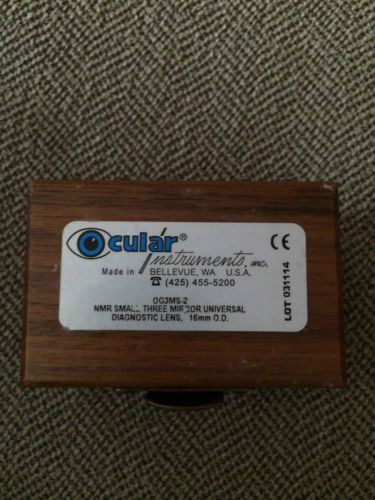 Ocular®
Instruments, inc.
Made in BELLEVUE, WA U.S.A.
☎ (425) 455-5200
OG3MS-2
NMR SMALL THREE MIRROR UNIVERSAL
DIAGNOSTIC LENS, 16mm O.D.
CE
LOT 031114